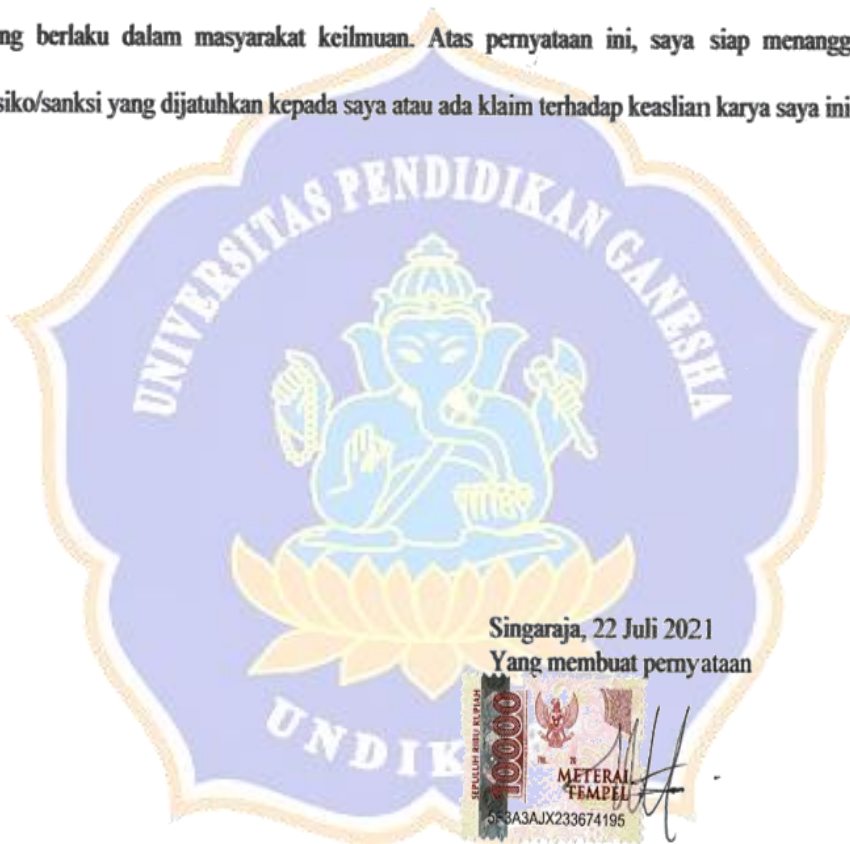 ng berlaku dalam masyarakat keilmuan. Atas pernyataan ini, saya siap menangg
siko/sanksi yang dijatuhkan kepada saya atau ada klaim terhadap keaslian karya saya ini
UNIVERSITAS PENDIDIKAN GANESHA
Singaraja, 22 Juli 2021
Yang membuat pernyataan
UNDIK
SEPULUH RIBU RUPIAH
10000
METERAI
TEMPEL
5F3A3AJX233674195